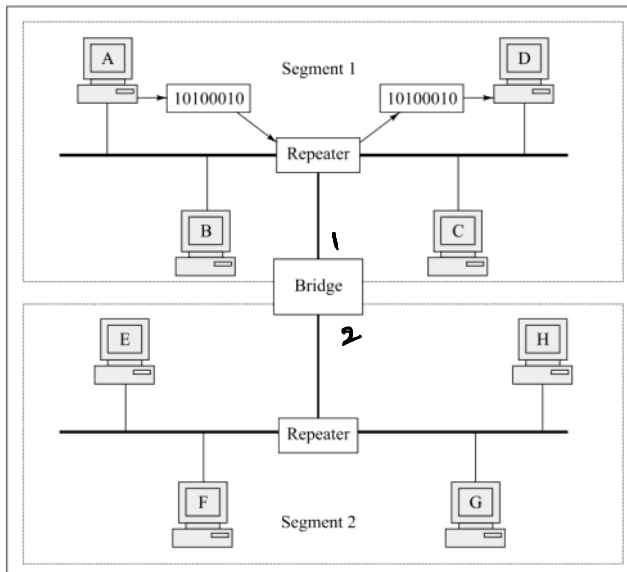 A
Segment 1
D
10100010
10100010
Repeater
B
C
1
Bridge
2
E
H
Repeater
F
G
Segment 2